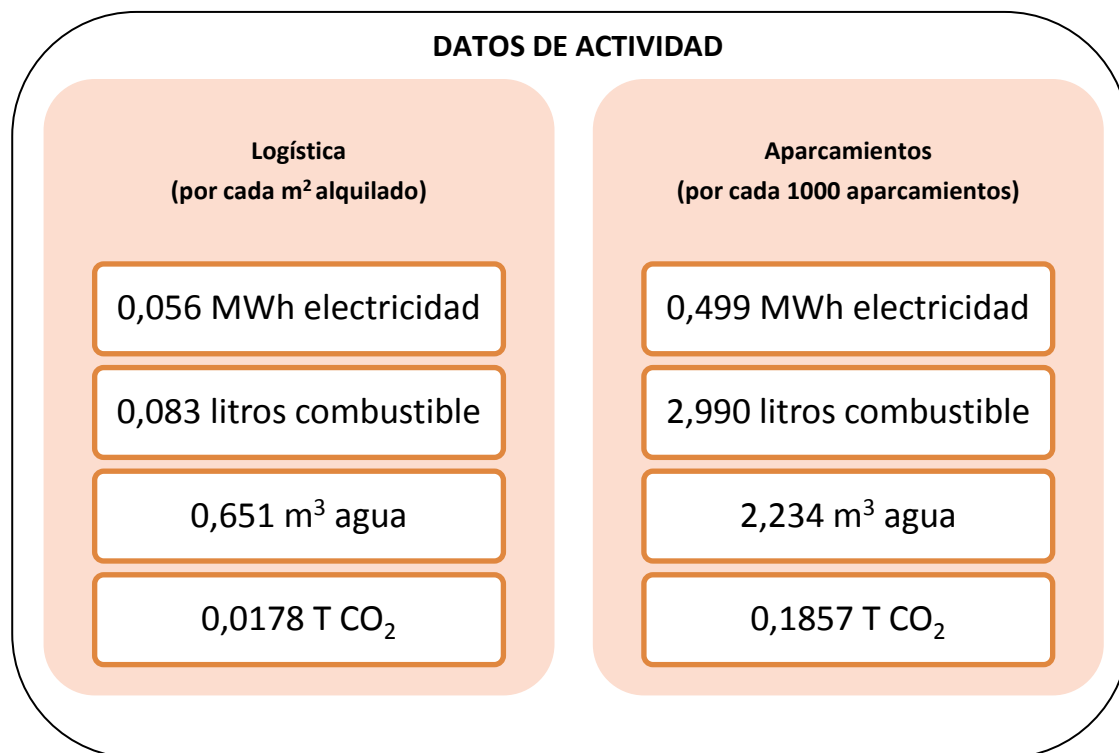 DATOS DE ACTIVIDAD
Logística
(por cada m² alquilado)
0,056 MWh electricidad
0,083 litros combustible
0,651 m³ agua
0,0178 T CO₂
Aparcamientos
(por cada 1000 aparcamientos)
0,499 MWh electricidad
2,990 litros combustible
2,234 m³ agua
0,1857 T CO₂